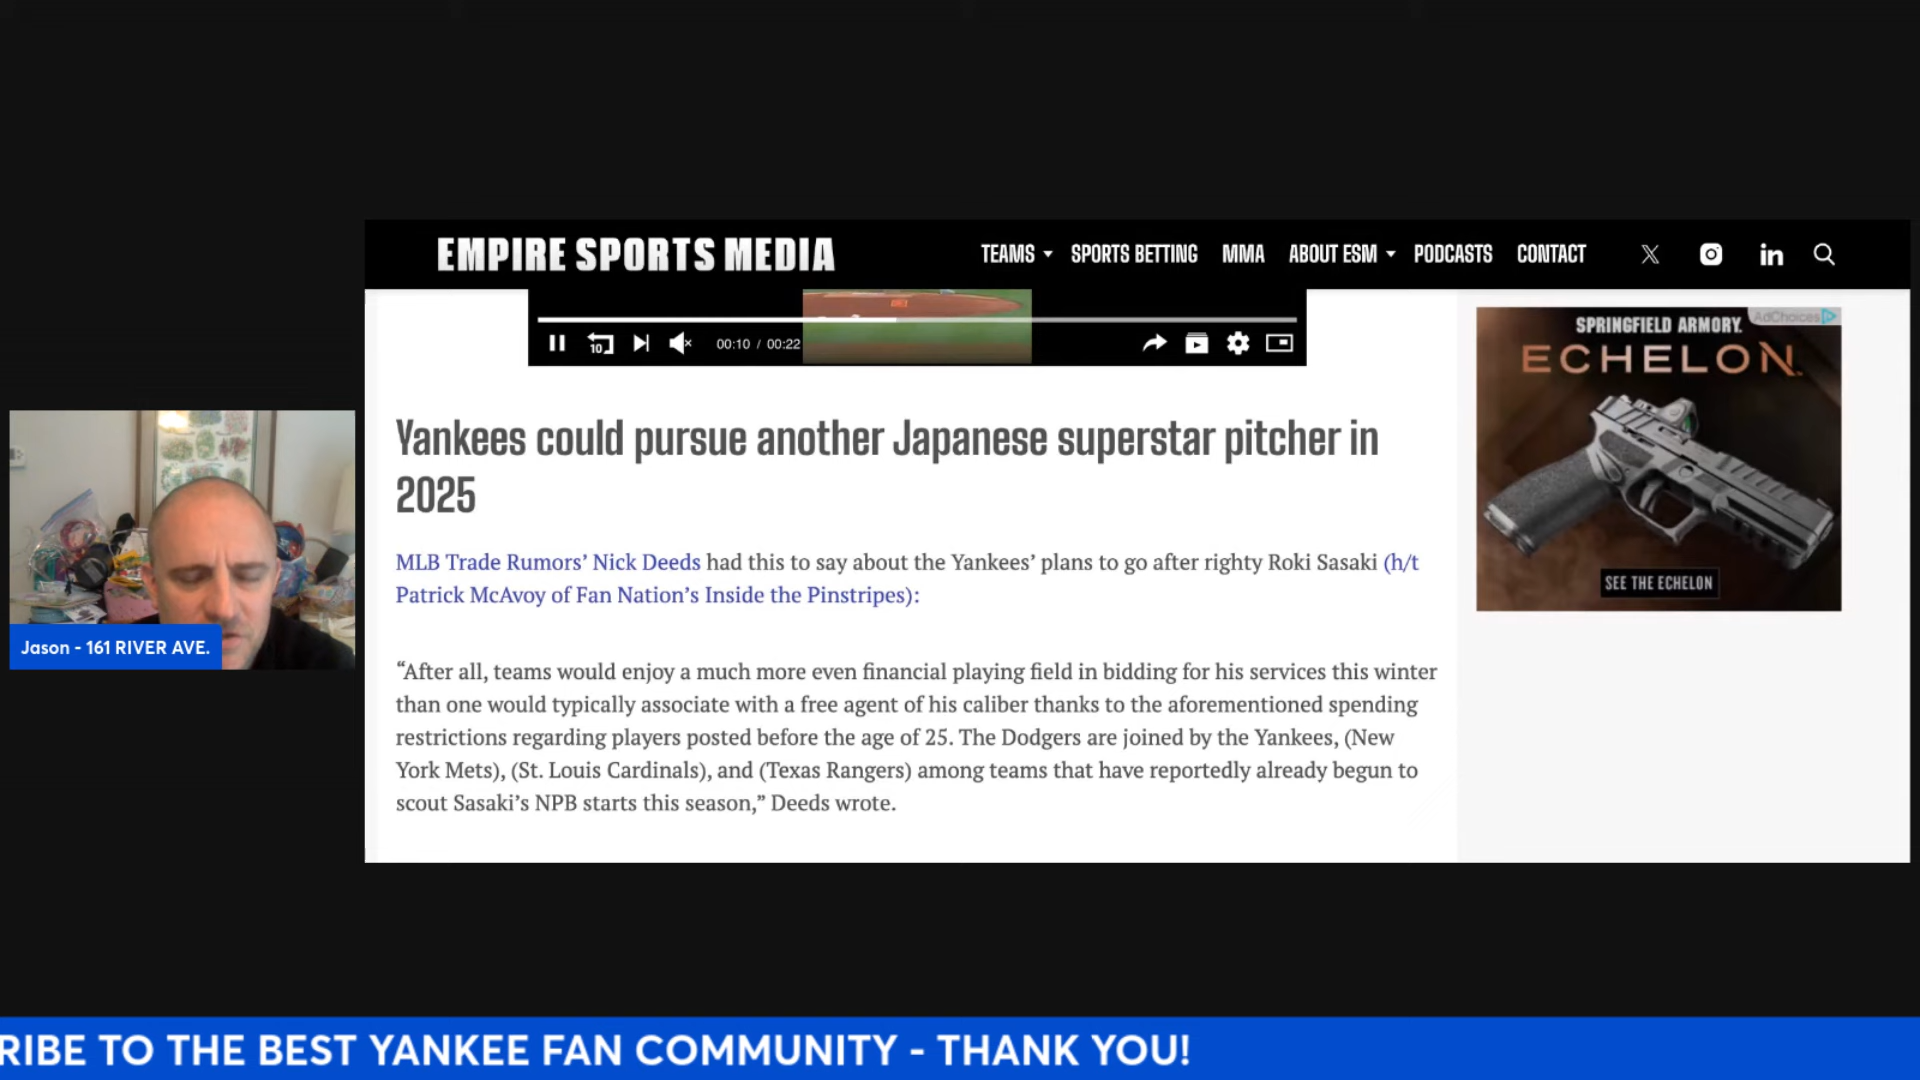 EMPIRE SPORTS MEDIA
TEAMS SPORTS BETTING MMA ABOUT ESM PODCASTS CONTACT
10
00:10 / 00:22
AdChoices
SPRINGFIELD ARMORY.
ECHELON
SEE THE ECHELON
Yankees could pursue another Japanese superstar pitcher in
2025
MLB Trade Rumors’ Nick Deeds had this to say about the Yankees’ plans to go after righty Roki Sasaki (h/t
Patrick McAvoy of Fan Nation’s Inside the Pinstripes):
“After all, teams would enjoy a much more even financial playing field in bidding for his services this winter
than one would typically associate with a free agent of his caliber thanks to the aforementioned spending
restrictions regarding players posted before the age of 25. The Dodgers are joined by the Yankees, (New
York Mets), (St. Louis Cardinals), and (Texas Rangers) among teams that have reportedly already begun to
scout Sasaki’s NPB starts this season,” Deeds wrote.
Jason - 161 RIVER AVE.
RIBE TO THE BEST YANKEE FAN COMMUNITY - THANK YOU!